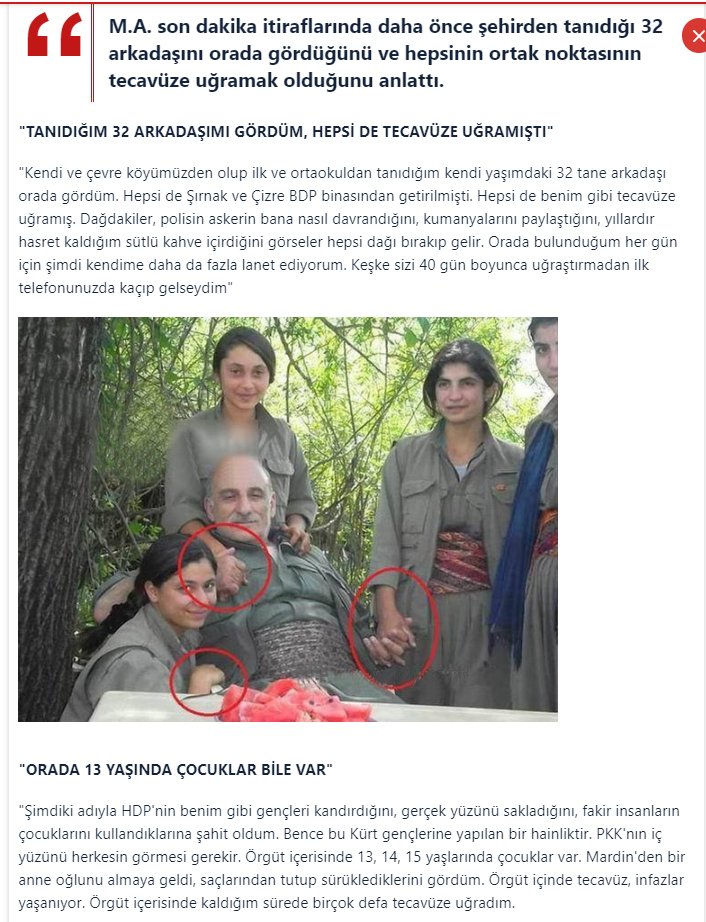 M.A. son dakika itiraflarında daha önce şehirden tanıdığı 32
arkadaşını orada gördüğünü ve hepsinin ortak noktasının
tecavüze uğramak olduğunu anlattı.
"TANIDIĞIM 32 ARKADAŞIMI GÖRDÜM, HEPSİ DE TECAVÜZE UĞRAMIŞTI"
"Kendi ve çevre köyümüzden olup ilk ve ortaokuldan tanıdığım kendi yaşımdaki 32 tane arkadaşı
orada gördüm. Hepsi de Şırnak ve Çizre BDP binasından getirilmişti. Hepsi de benim gibi tecavüze
uğramış. Dağdakiler, polisin askerin bana nasıl davrandığını, kumanyalarını paylaştığını, yıllardır
hasret kaldığım sütlü kahve içirdiğini görseler hepsi dağı bırakıp gelir. Orada bulunduğum her gün
için şimdi kendime daha da fazla lanet ediyorum. Keşke sizi 40 gün boyunca uğraştırmadan ilk
telefonunuzda kaçıp gelseydim"
"ORADA 13 YAŞINDA ÇOCUKLAR BİLE VAR"
"Şimdiki adıyla HDP'nin benim gibi gençleri kandırdığını, gerçek yüzünü sakladığını, fakir insanların
çocuklarını kullandıklarına şahit oldum. Bence bu Kürt gençlerine yapılan bir hainliktir. PKK'nın iç
yüzünü herkesin görmesi gerekir. Örgüt içerisinde 13, 14, 15 yaşlarında çocuklar var. Mardin'den bir
anne oğlunu almaya geldi, saçlarından tutup sürüklediklerini gördüm. Örgüt içinde tecavüz, infazlar
yaşanıyor. Örgüt içerisinde kaldığım sürede birçok defa tecavüze uğradım.